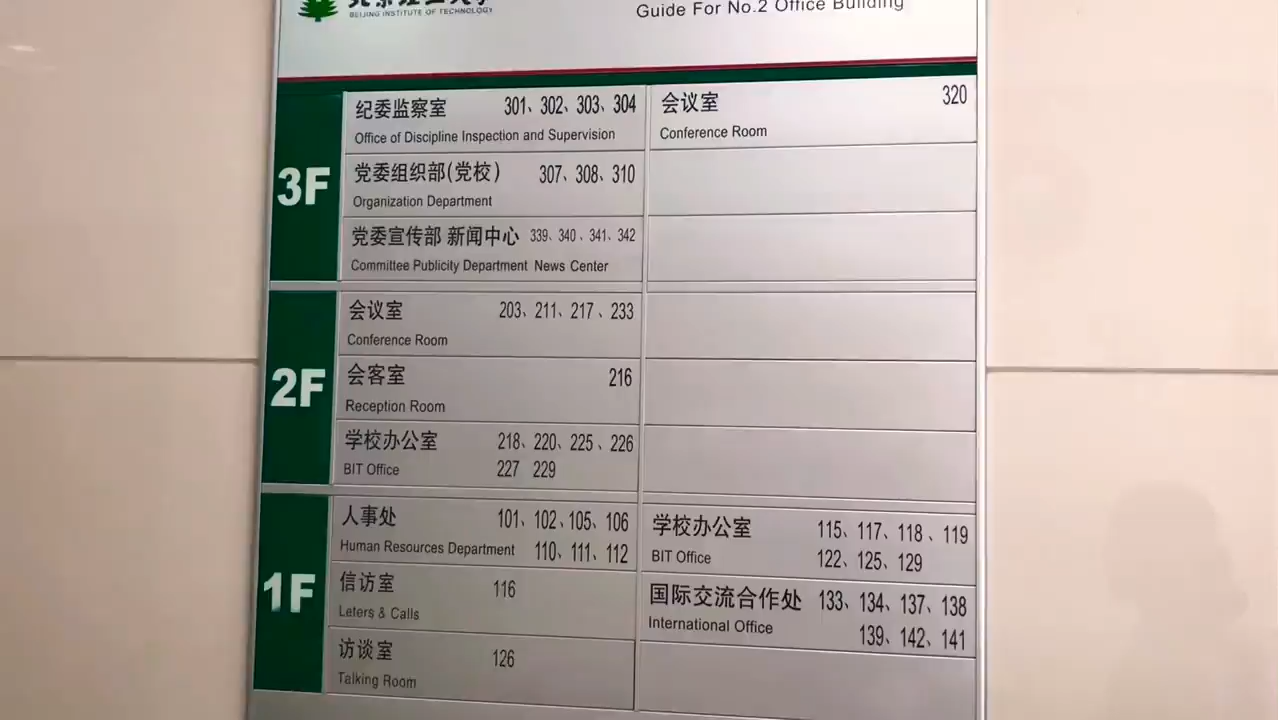 BEIJING INSTITUTE OF TECHNOLOGY
Guide For No.2 Office Building
3F
纪委监察室 301、302、303、304
Office of Discipline Inspection and Supervision
会议室 320
Conference Room
党委组织部(党校) 307、308、310
Organization Department
党委宣传部 新闻中心 339、340、341、342
Committee Publicity Department News Center
2F
会议室 203、211、217、233
Conference Room
会客室 216
Reception Room
学校办公室 218、220、225、226
BIT Office 227 229
1F
人事处 101、102、105、106
Human Resources Department 110、111、112
学校办公室 115、117、118、119
BIT Office 122、125、129
信访室 116
Leters & Calls
国际交流合作处 133、134、137、138
International Office 139、142、141
访谈室 126
Talking Room